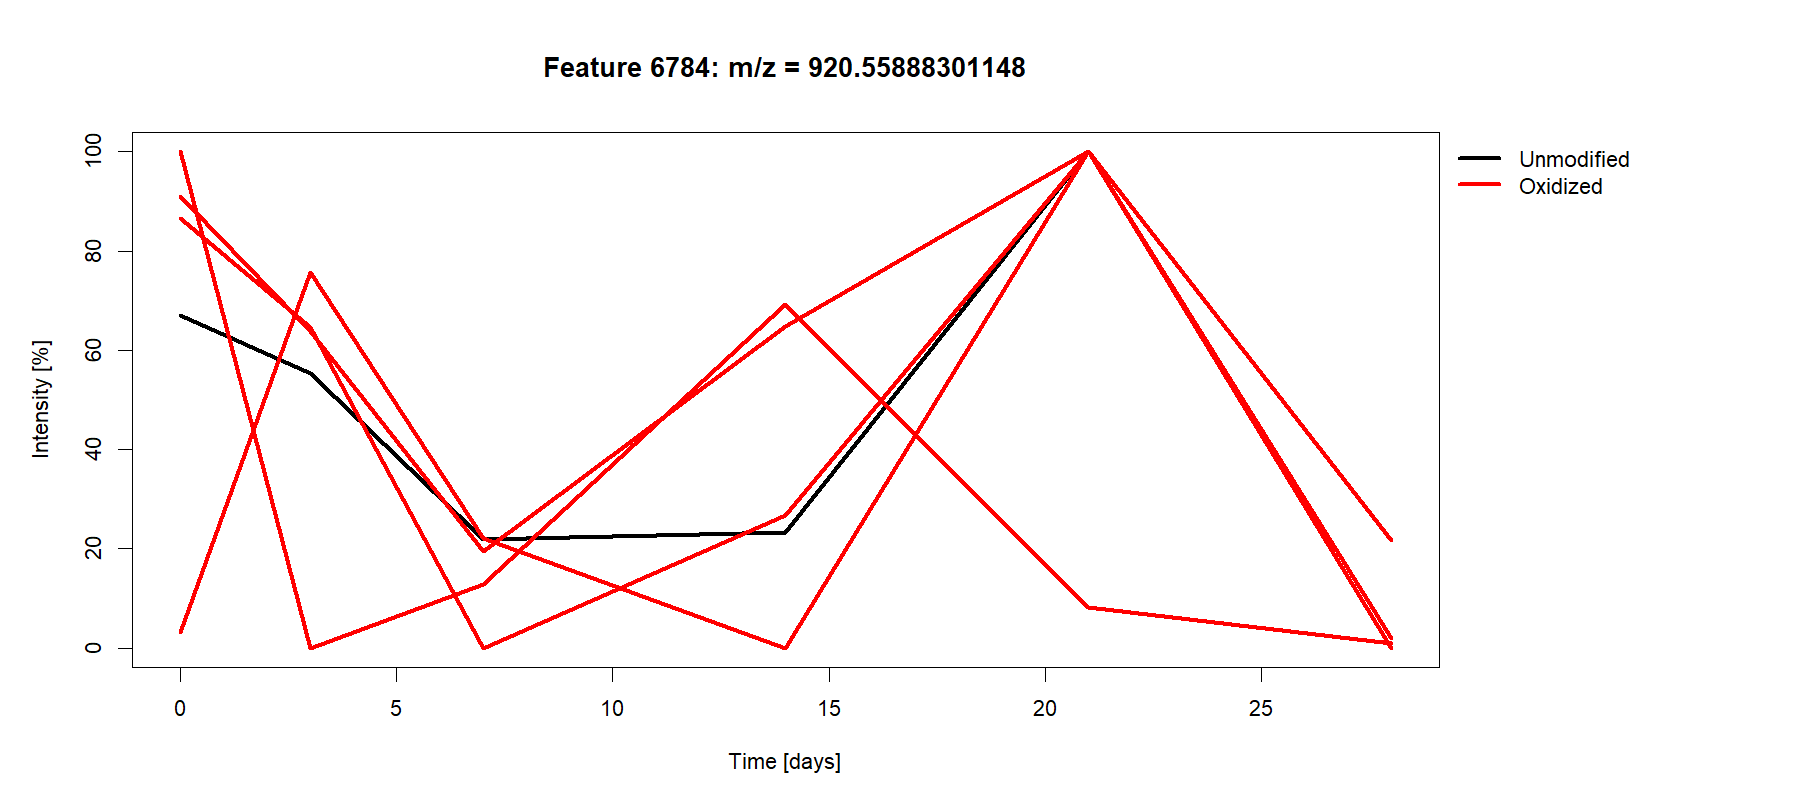 Feature 6784: m/z = 920.55888301148
Unmodified
Oxidized
Intensity [%]
100
80
60
40
20
0
0 5 10 15 20 25
Time [days]